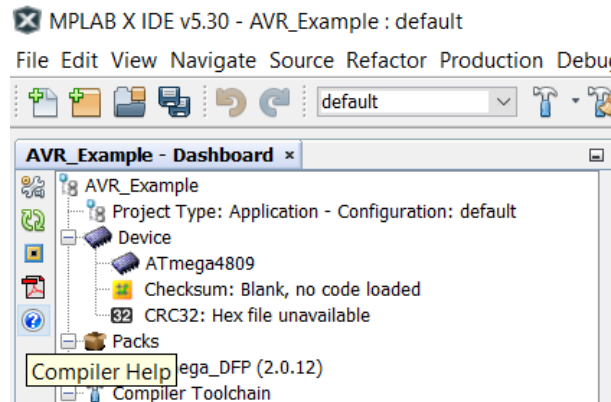 MPLAB X IDE v5.30 - AVR_Example : default
File Edit View Navigate Source Refactor Production
default
AVR_Example - Dashboard ×
AVR_Example
Project Type: Application - Configuration: default
Device
ATmega4809
Checksum: Blank, no code loaded
32 CRC32: Hex file unavailable
Packs
Compiler Help ega_DFP (2.0.12)
Compiler Toolchain